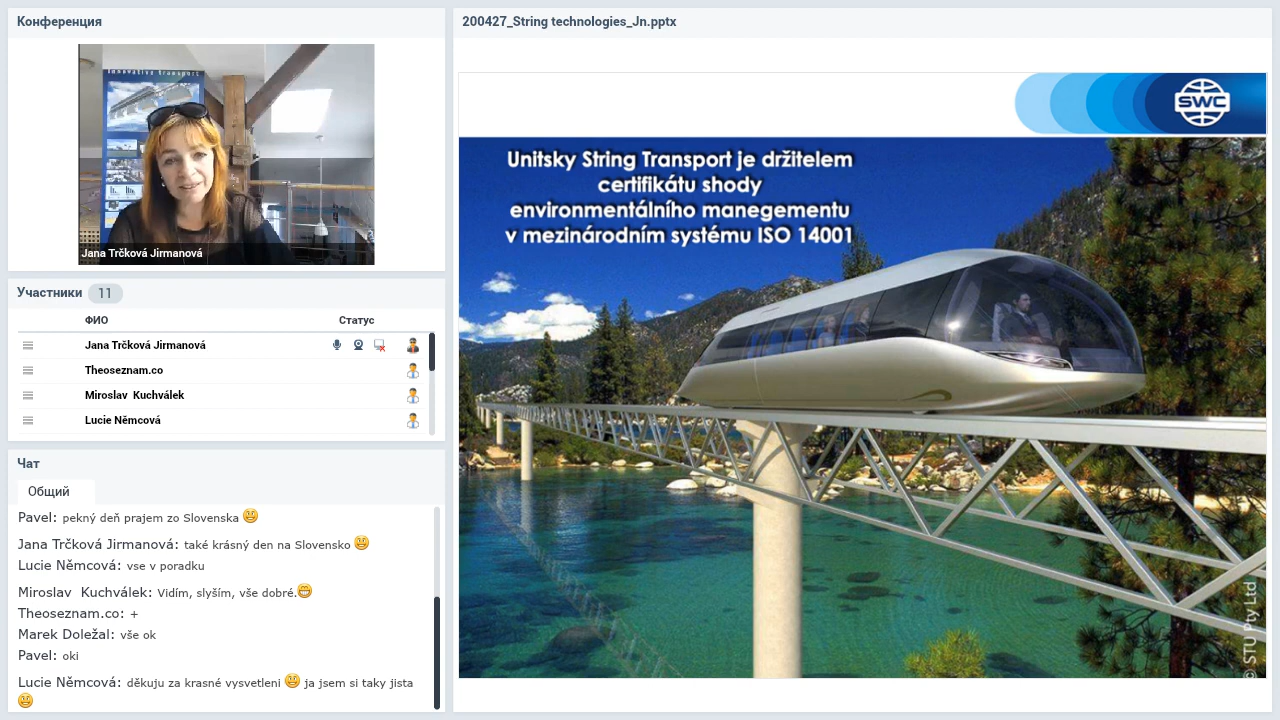 Конференция
Innovative Transport
Jana Trčková Jirmanová
Участники 11
ФИО Статус
Jana Trčková Jirmanová
Theoseznam.co
Miroslav Kuchválek
Lucie Němcová
Чат
Общий
Pavel: pekný deň prajem zo Slovenska
Jana Trčková Jirmanová: také krásný den na Slovensko
Lucie Němcová: vse v poradku
Miroslav Kuchválek: Vidím, slyším, vše dobré.
Theoseznam.co: +
Marek Doležal: vše ok
Pavel: oki
Lucie Němcová: děkuju za krasné vysvetleni ja jsem si taky jista
200427_String technologies_Jn.pptx
SWC
Unitsky String Transport je držitelem
certifikátu shody
environmentálního manegementu
v mezinárodním systému ISO 14001
© STU Pty Ltd